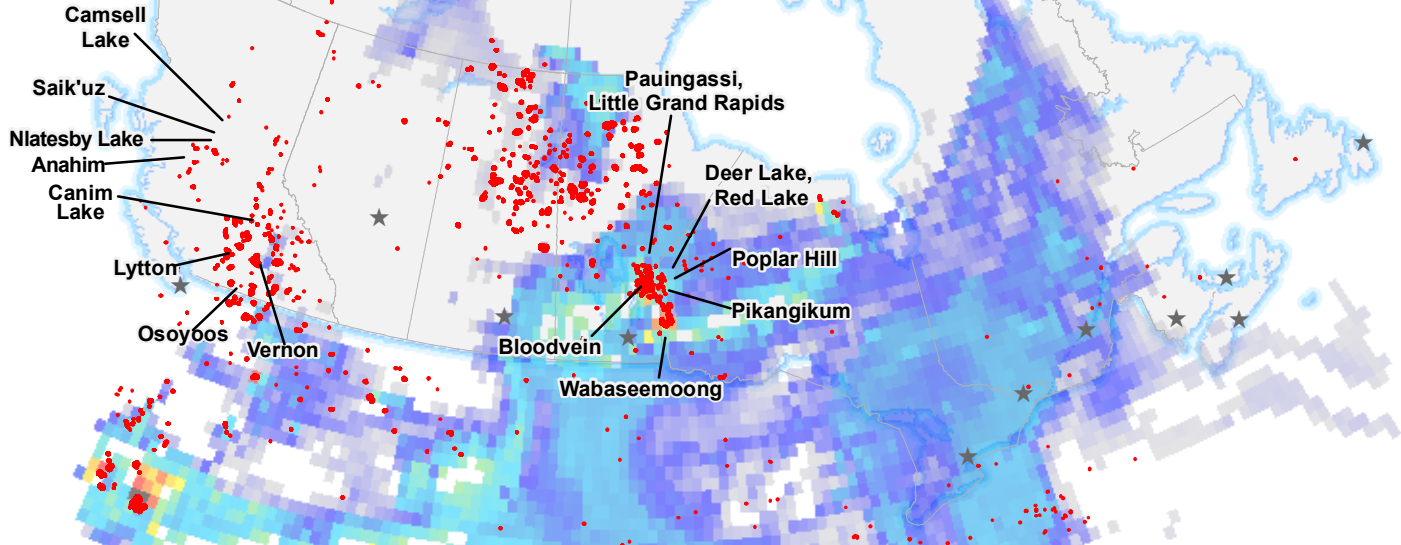 Camsell
Lake
Saik'uz
Nlatesby Lake
Anahim
Canim
Lake
Lytton
Osoyoos
Vernon
Pauingassi,
Little Grand Rapids
Deer Lake,
Red Lake
Poplar Hill
Pikangikum
Bloodvein
Wabaseemoong